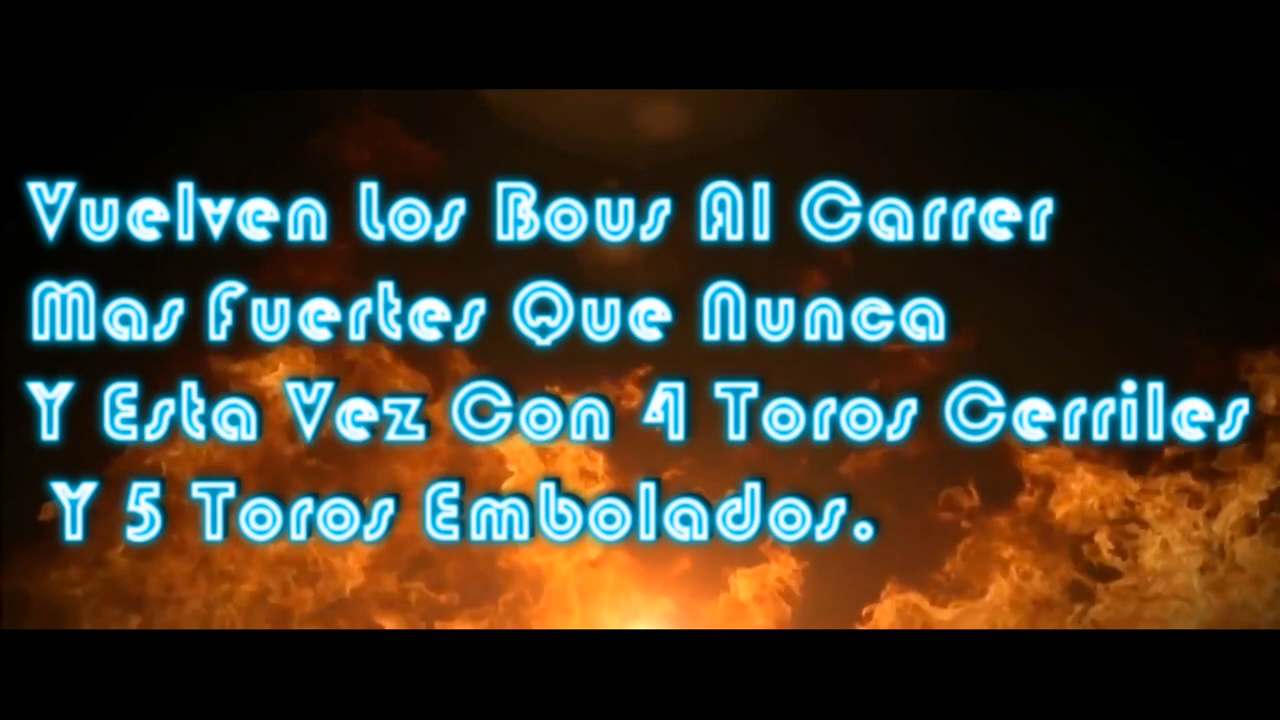 Vuelven Los Bous Al Carrer
Mas Fuertes Que Nunca
Y Esta Vez Con 4 Toros Cerriles
Y 5 Toros Embolados.